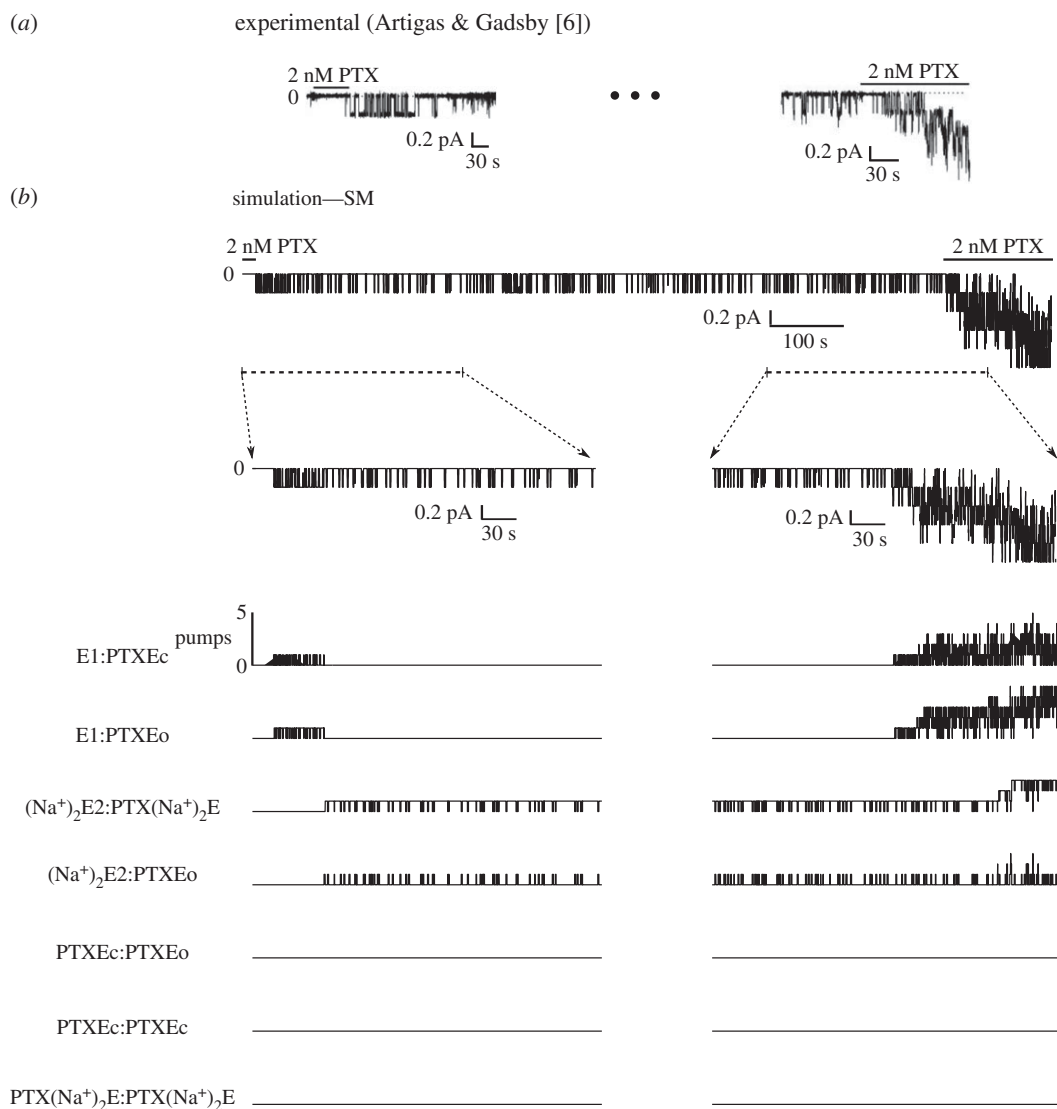 (a) experimental (Artigas & Gadsby [6])
2 nM PTX 2 nM PTX
0
0.2 pA 0.2 pA
30 s 30 s
(b) simulation—SM
2 nM PTX 2 nM PTX
0
0.2 pA
100 s
0
0.2 pA 0.2 pA
30 s 30 s
5
pumps
E1:PTXEc
0
E1:PTXEo
(Na⁺)₂E2:PTX(Na⁺)₂E
(Na⁺)₂E2:PTXEo
PTXEc:PTXEo
PTXEc:PTXEc
PTX(Na⁺)₂E:PTX(Na⁺)₂E